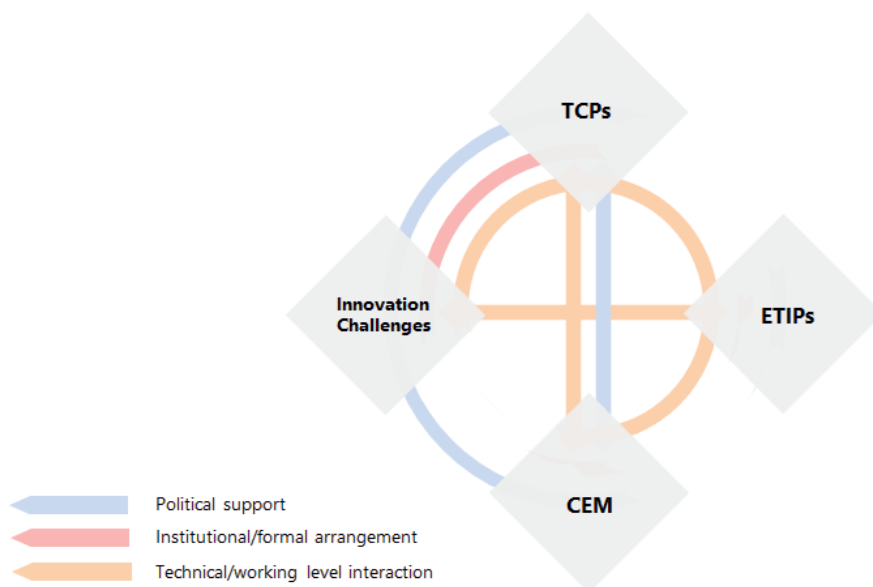 TCPs
Innovation
Challenges
ETIPs
CEM
Political support
Institutional/formal arrangement
Technical/working level interaction